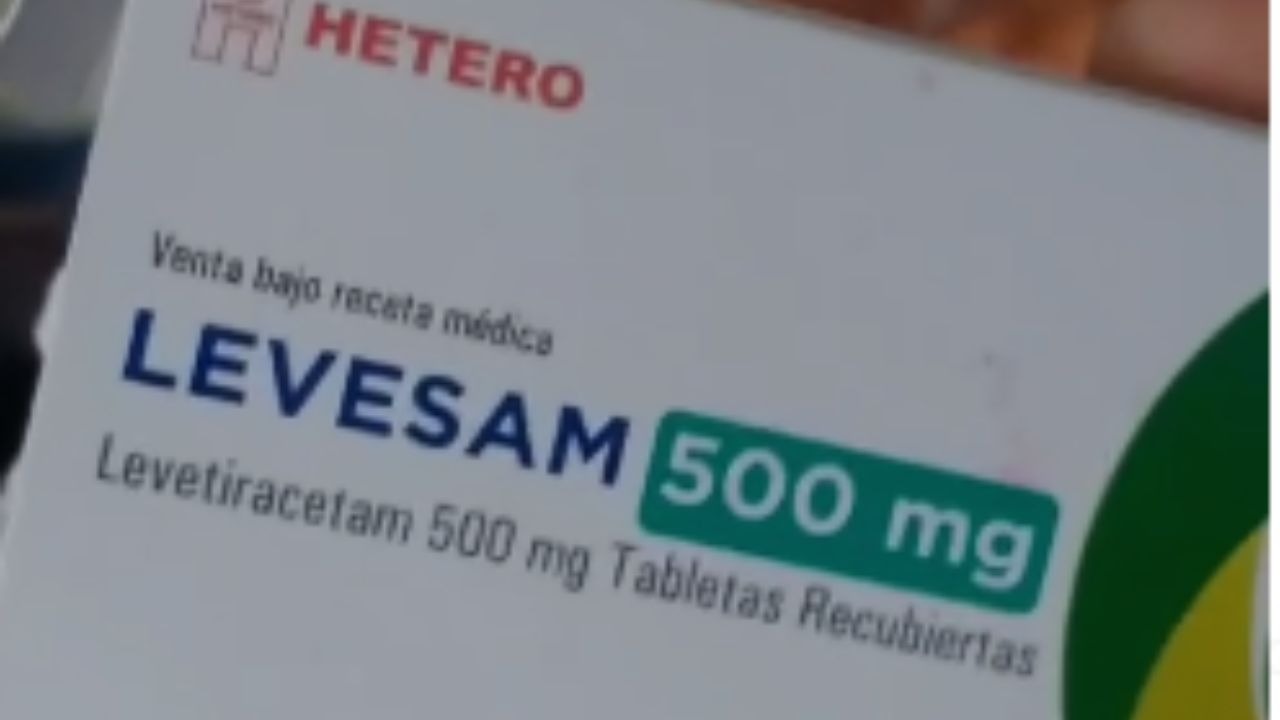 HETERO
Venta bajo receta médica
LEVESAM 500 mg
Levetiracetam 500 mg Tabletas Recubiertas